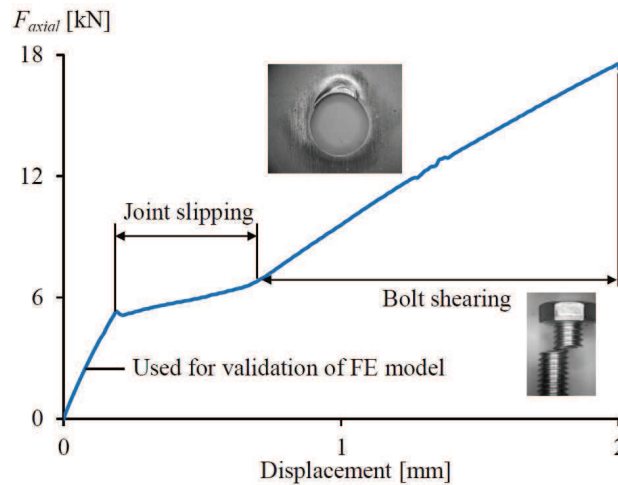 F_axial [kN]
18
12
6
0
Joint slipping
Bolt shearing
Used for validation of FE model
0
1
2
Displacement [mm]